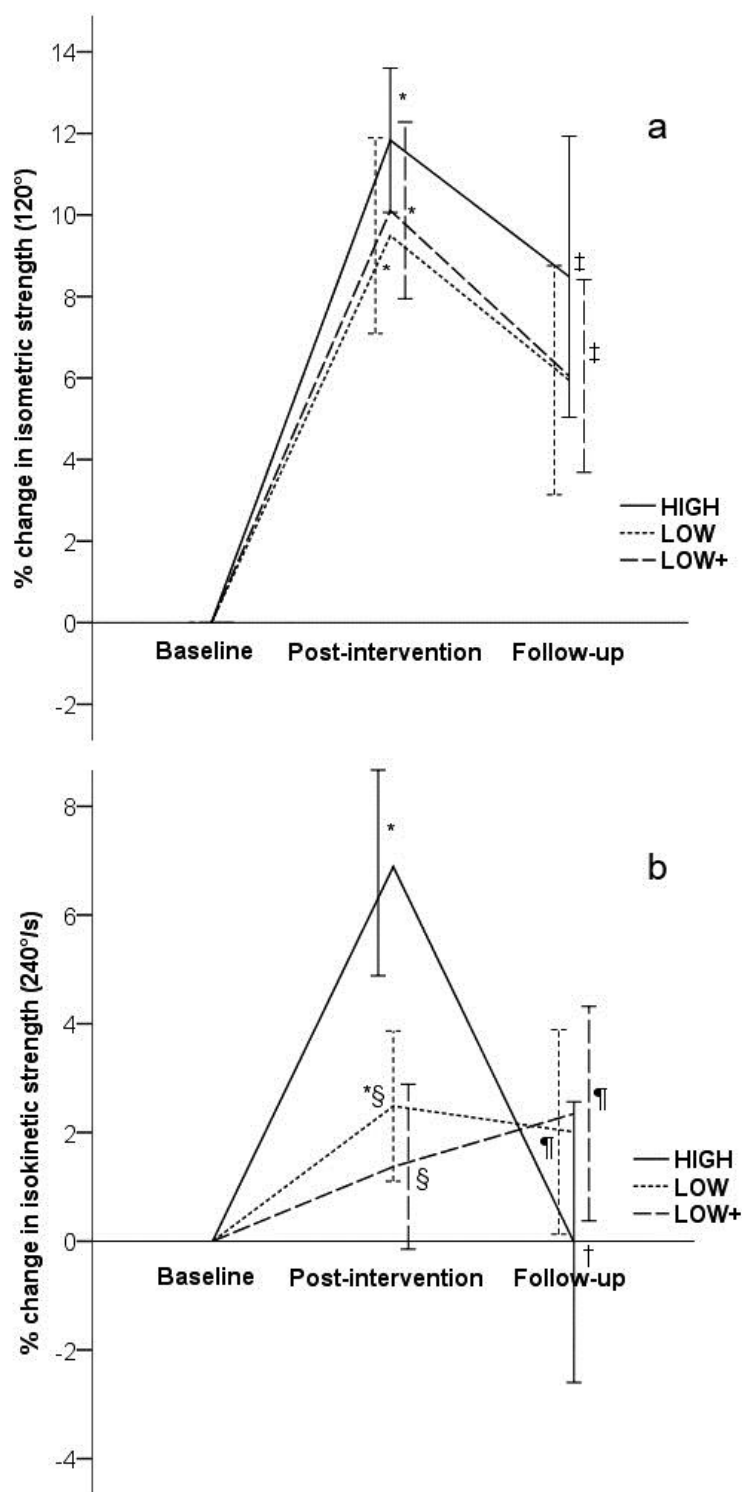 14
*
12
a
10
*
*
‡
8
‡
6
4
HIGH
LOW
2
LOW+
0
Baseline Post-intervention Follow-up
-2
% change in isometric strength (120°)
8
*
b
6
4
*§
¶
2
¶
§
HIGH
LOW
LOW+
0
†
Baseline Post-intervention Follow-up
-2
-4
% change in isokinetic strength (240°/s)